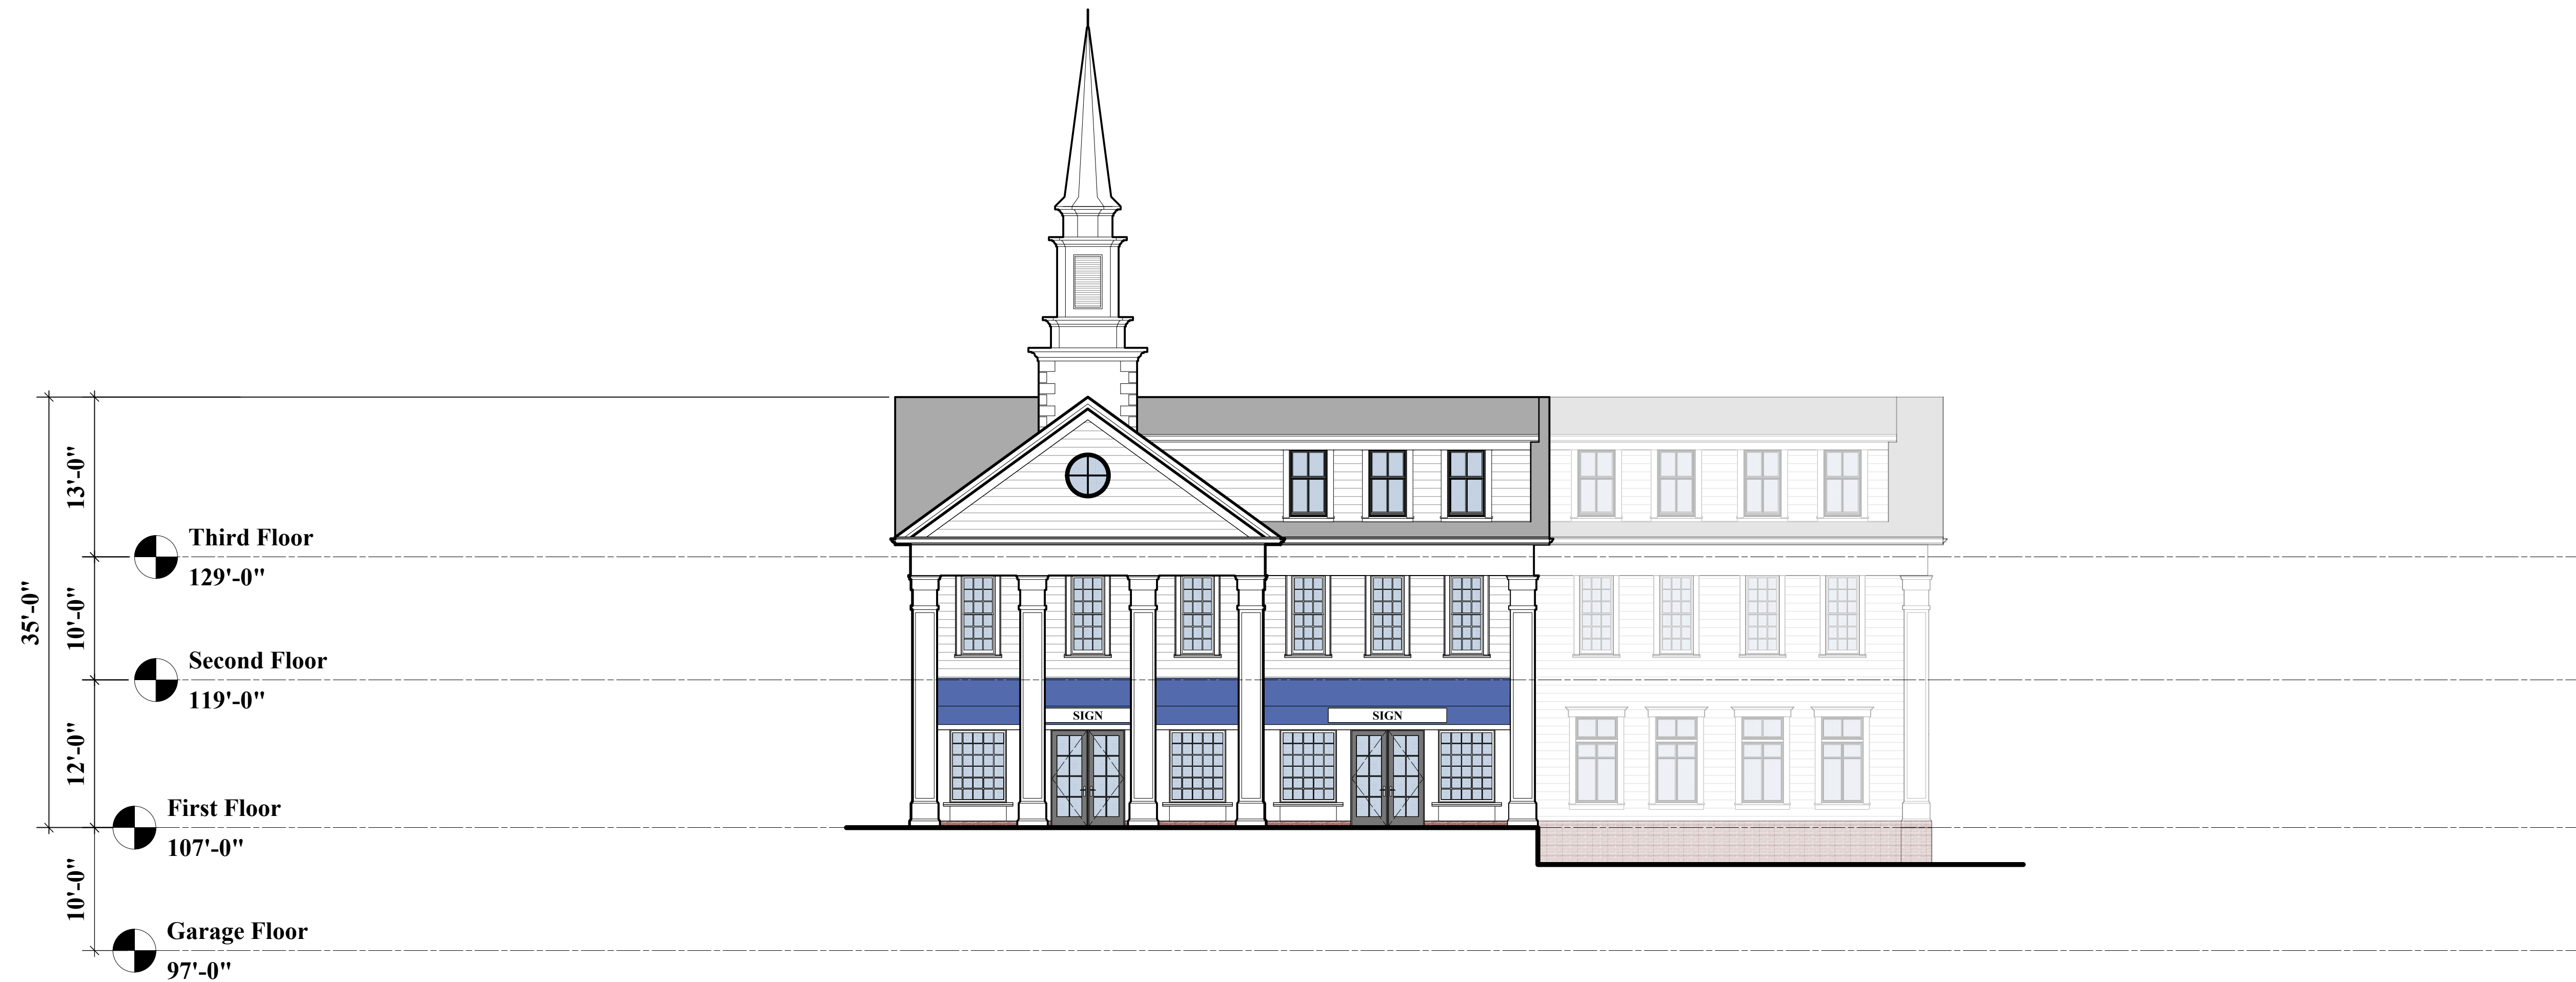 13'-0"
Third Floor
129'-0"
35'-0"
10'-0"
Second Floor
119'-0"
SIGN
SIGN
12'-0"
First Floor
107'-0"
10'-0"
Garage Floor
97'-0"